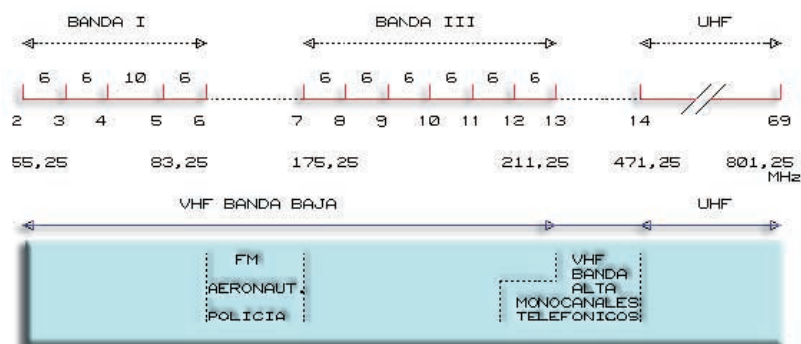 BANDA I BANDA III UHF
6 6 10 6 6 6 6 6 6 6
2 3 4 5 6 7 8 9 10 11 12 13 14 69
55,25 83,25 175,25 211,25 471,25 801,25
MHz
VHF BANDA BAJA UHF
FM VHF
BANDA
AERONAUT. ALTA
MONOCANALES
POLICIA TELEFONICOS